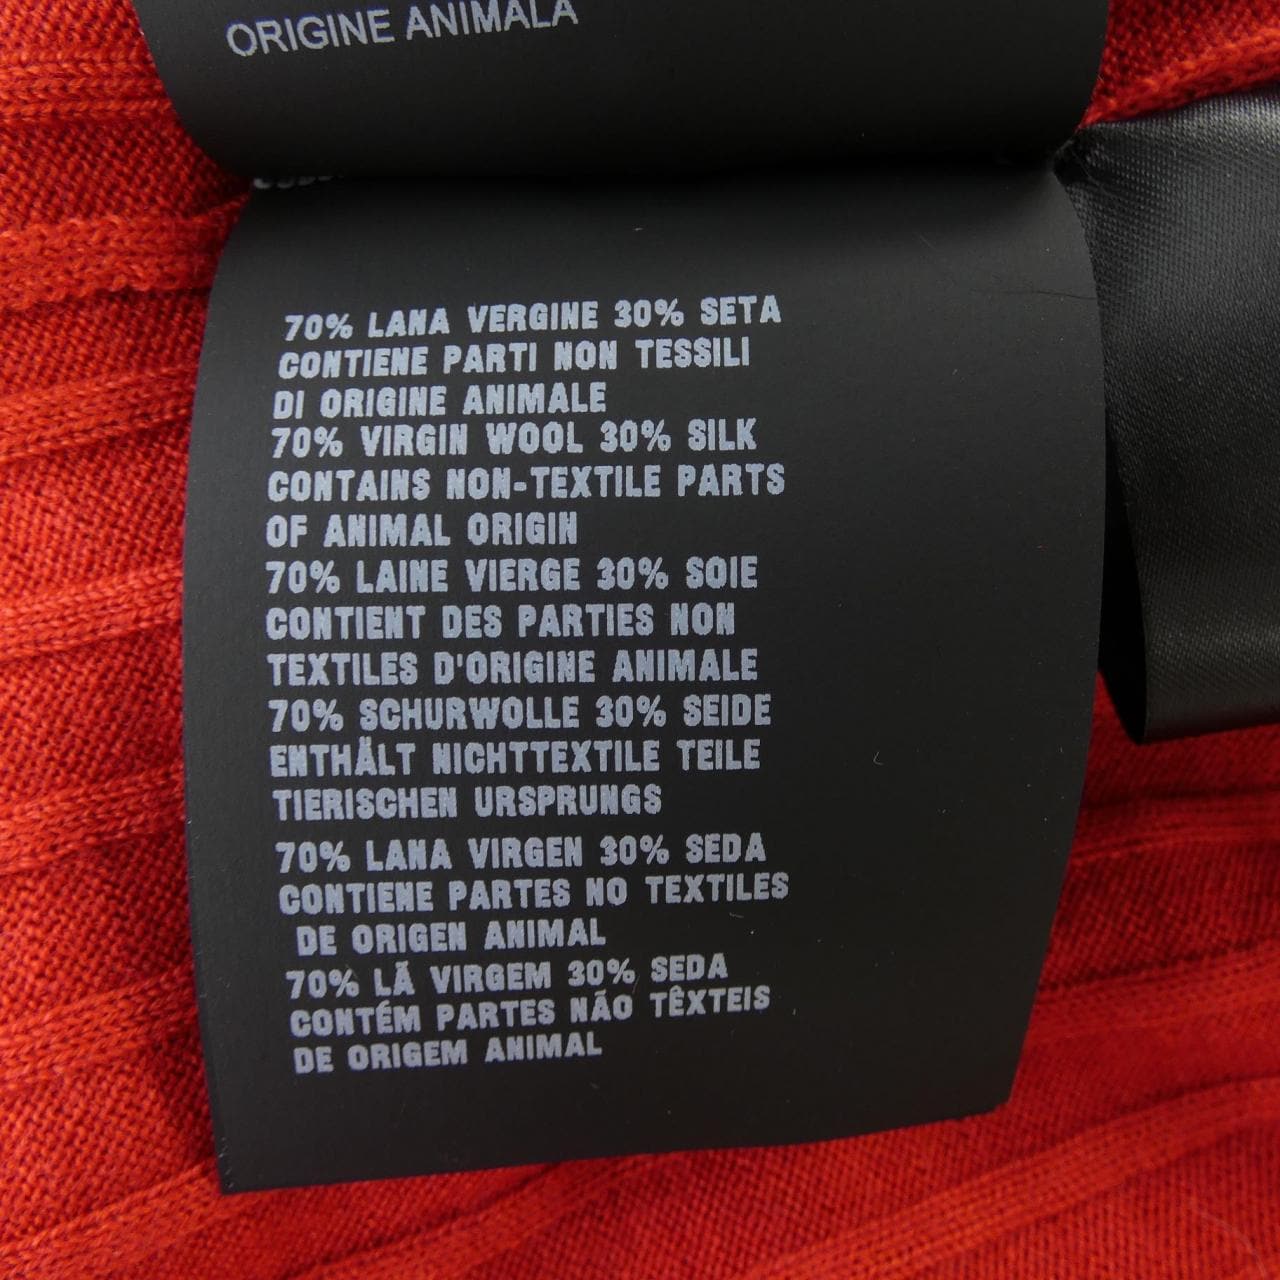 ORIGINE ANIMALA
70% LANA VERGINE 30% SETA
CONTIENE PARTI NON TESSILI
DI ORIGINE ANIMALE
70% VIRGIN WOOL 30% SILK
CONTAINS NON-TEXTILE PARTS
OF ANIMAL ORIGIN
70% LAINE VIERGE 30% SOIE
CONTIENT DES PARTIES NON
TEXTILES D'ORIGINE ANIMALE
70% SCHURWOLLE 30% SEIDE
ENTHÄLT NICHTTEXTILE TEILE
TIERISCHEN URSPRUNGS
70% LANA VIRGEN 30% SEDA
CONTIENE PARTES NO TEXTILES
DE ORIGEN ANIMAL
70% LÃ VIRGEM 30% SEDA
CONTÉM PARTES NÃO TÊXTEIS
DE ORIGEM ANIMAL